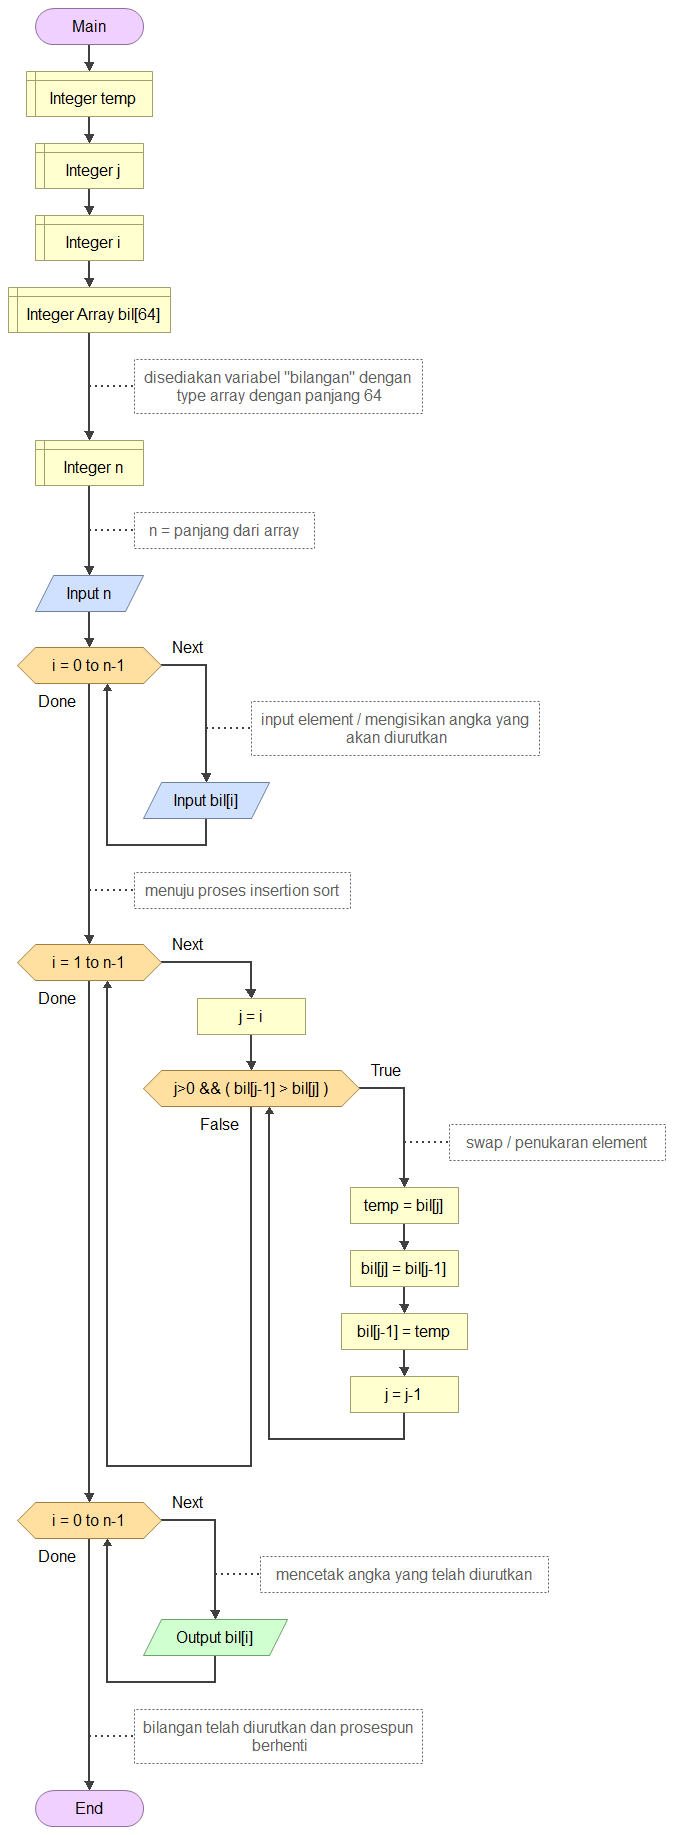 Main
Integer temp
Integer j
Integer i
Integer Array bil[64]
disediakan variabel "bilangan" dengan
type array dengan panjang 64
Integer n
n = panjang dari array
Input n
i = 0 to n-1
Next
Done
input element / mengisikan angka yang
akan diurutkan
Input bil[i]
menuju proses insertion sort
i = 1 to n-1
Next
Done
j = i
j>0 && ( bil[j-1] > bil[j] )
True
False
swap / penukaran element
temp = bil[j]
bil[j] = bil[j-1]
bil[j-1] = temp
j = j-1
i = 0 to n-1
Next
Done
mencetak angka yang telah diurutkan
Output bil[i]
bilangan telah diurutkan dan prosespun
berhenti
End